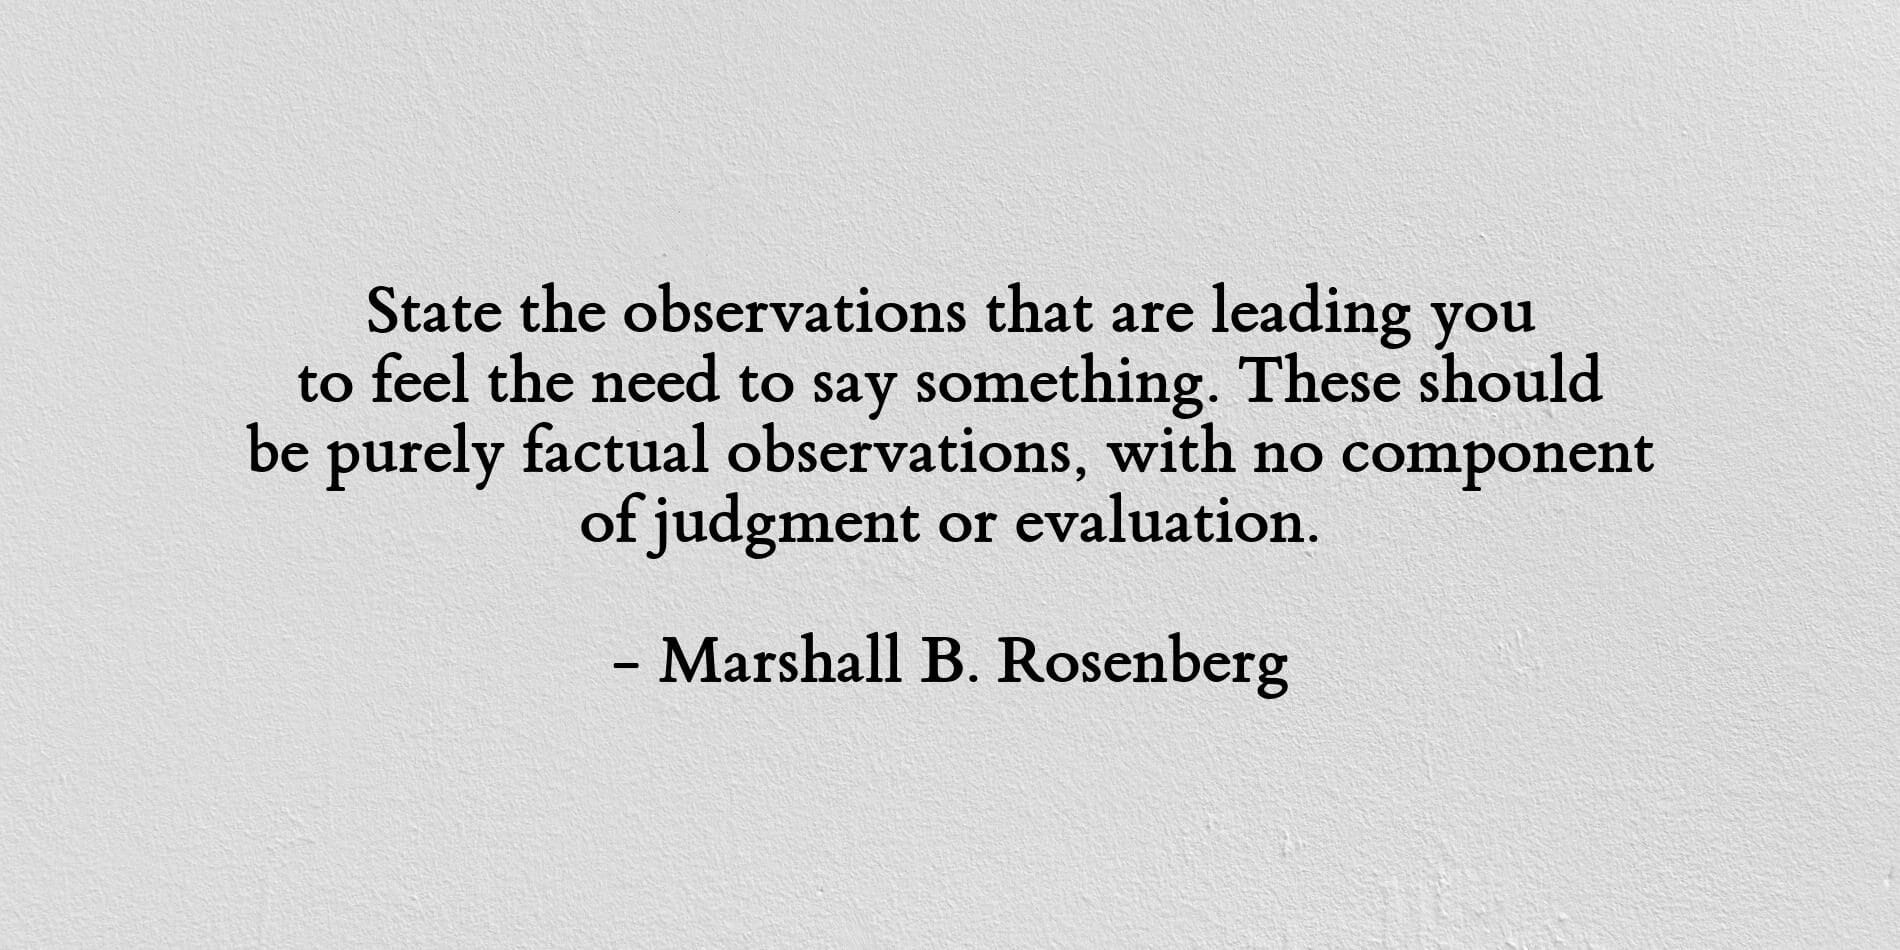 State the observations that are leading you
to feel the need to say something. These should
be purely factual observations, with no component
of judgment or evaluation.
– Marshall B. Rosenberg